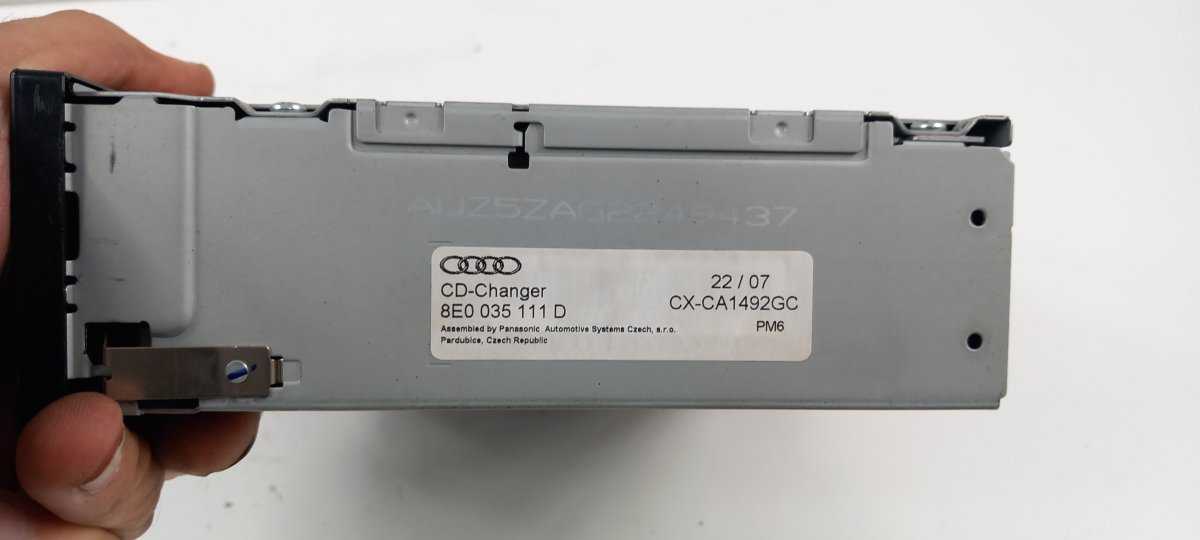 CD-Changer
8E0 035 111 D
Assembled by Panasonic Automotive Systems Czech, s.r.o.
Pardubice, Czech Republic
22 / 07
CX-CA1492GC
PM6